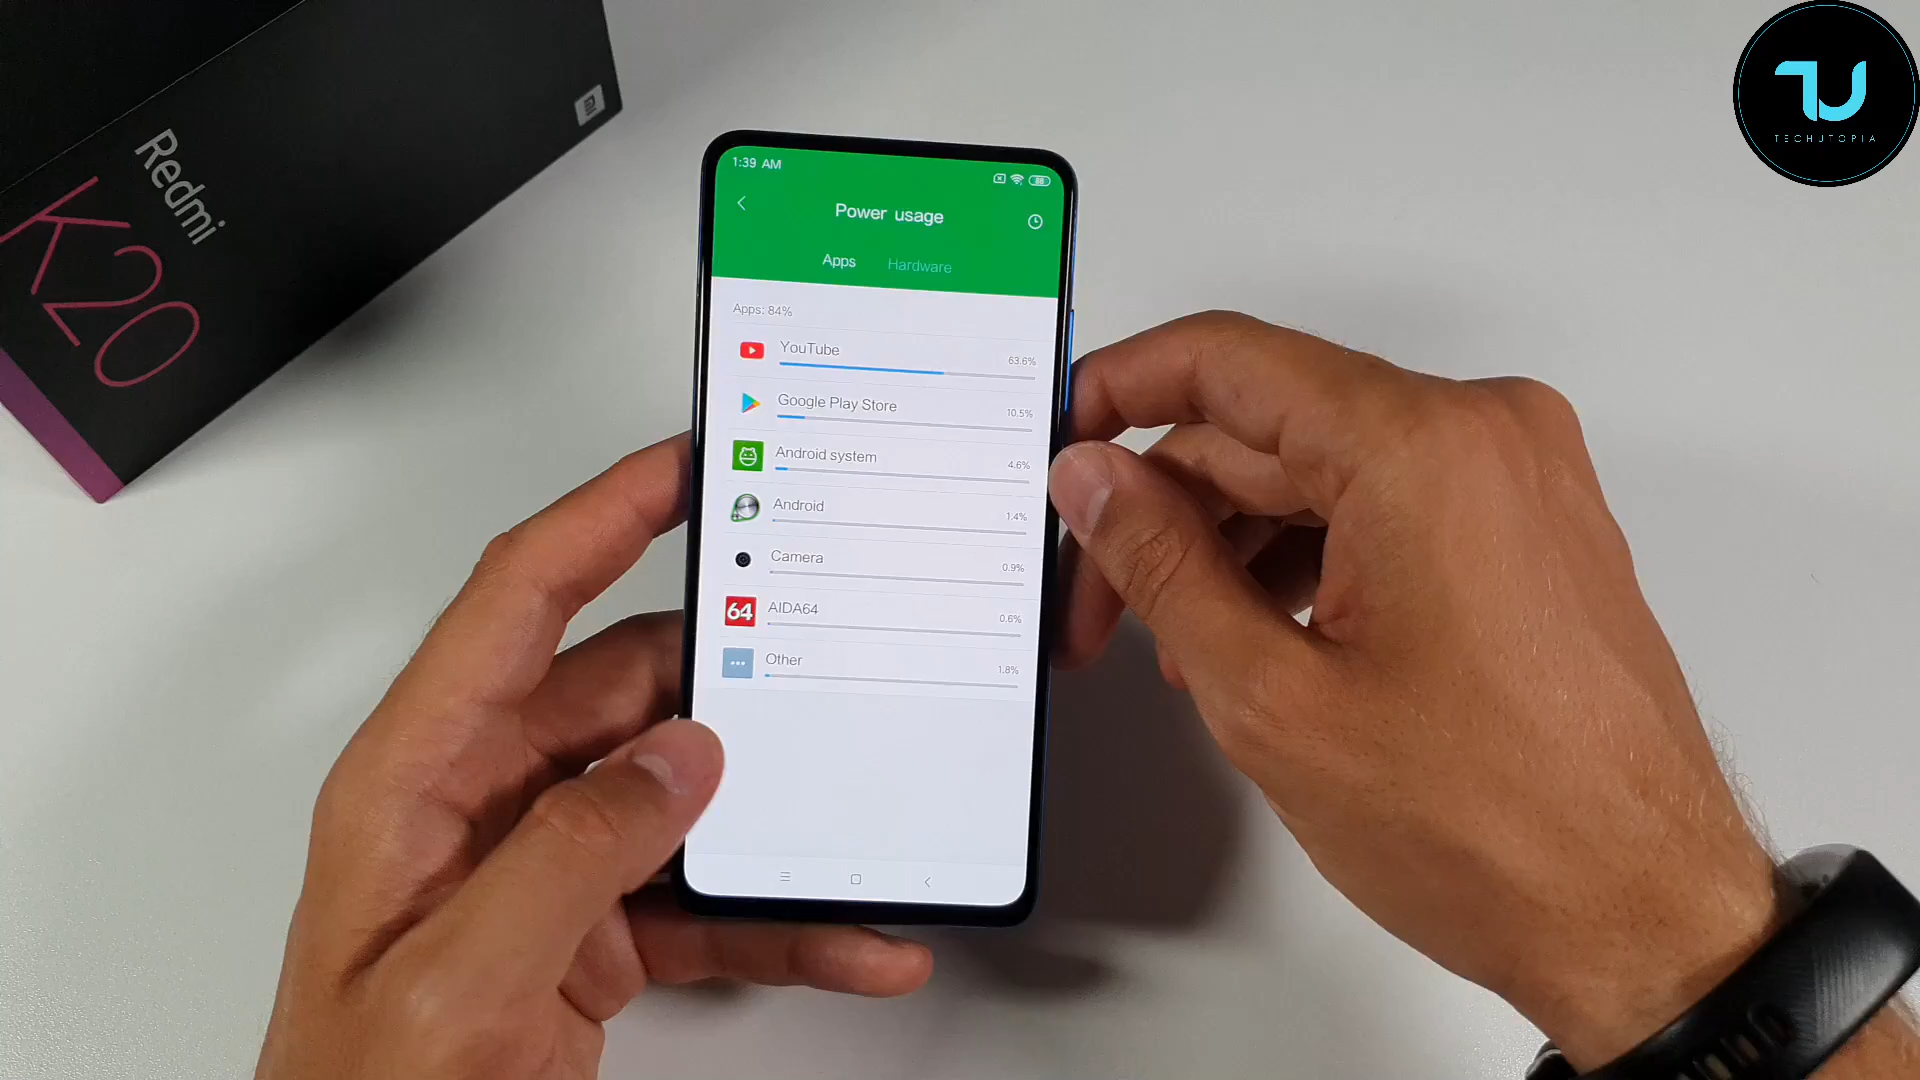 Redmi
K20
TECHUTOPIA
1:39 AM
88
Power usage
Apps Hardware
Apps: 84%
YouTube 63.6%
Google Play Store 10.5%
Android system 4.6%
Android 1.4%
Camera 0.9%
64 AIDA64 0.6%
Other 1.8%